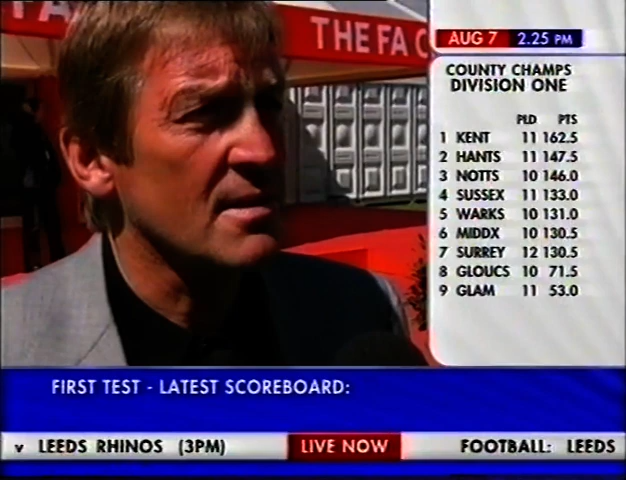 FA
THE FA C
AUG 7 2.25 PM
COUNTY CHAMPS
DIVISION ONE
PLD PTS
1 KENT 11 162.5
2 HANTS 11 147.5
3 NOTTS 10 146.0
4 SUSSEX 11 133.0
5 WARKS 10 131.0
6 MIDDX 10 130.5
7 SURREY 12 130.5
8 GLOUCS 10 71.5
9 GLAM 11 53.0
FIRST TEST - LATEST SCOREBOARD:
v LEEDS RHINOS (3PM) LIVE NOW FOOTBALL: LEEDS